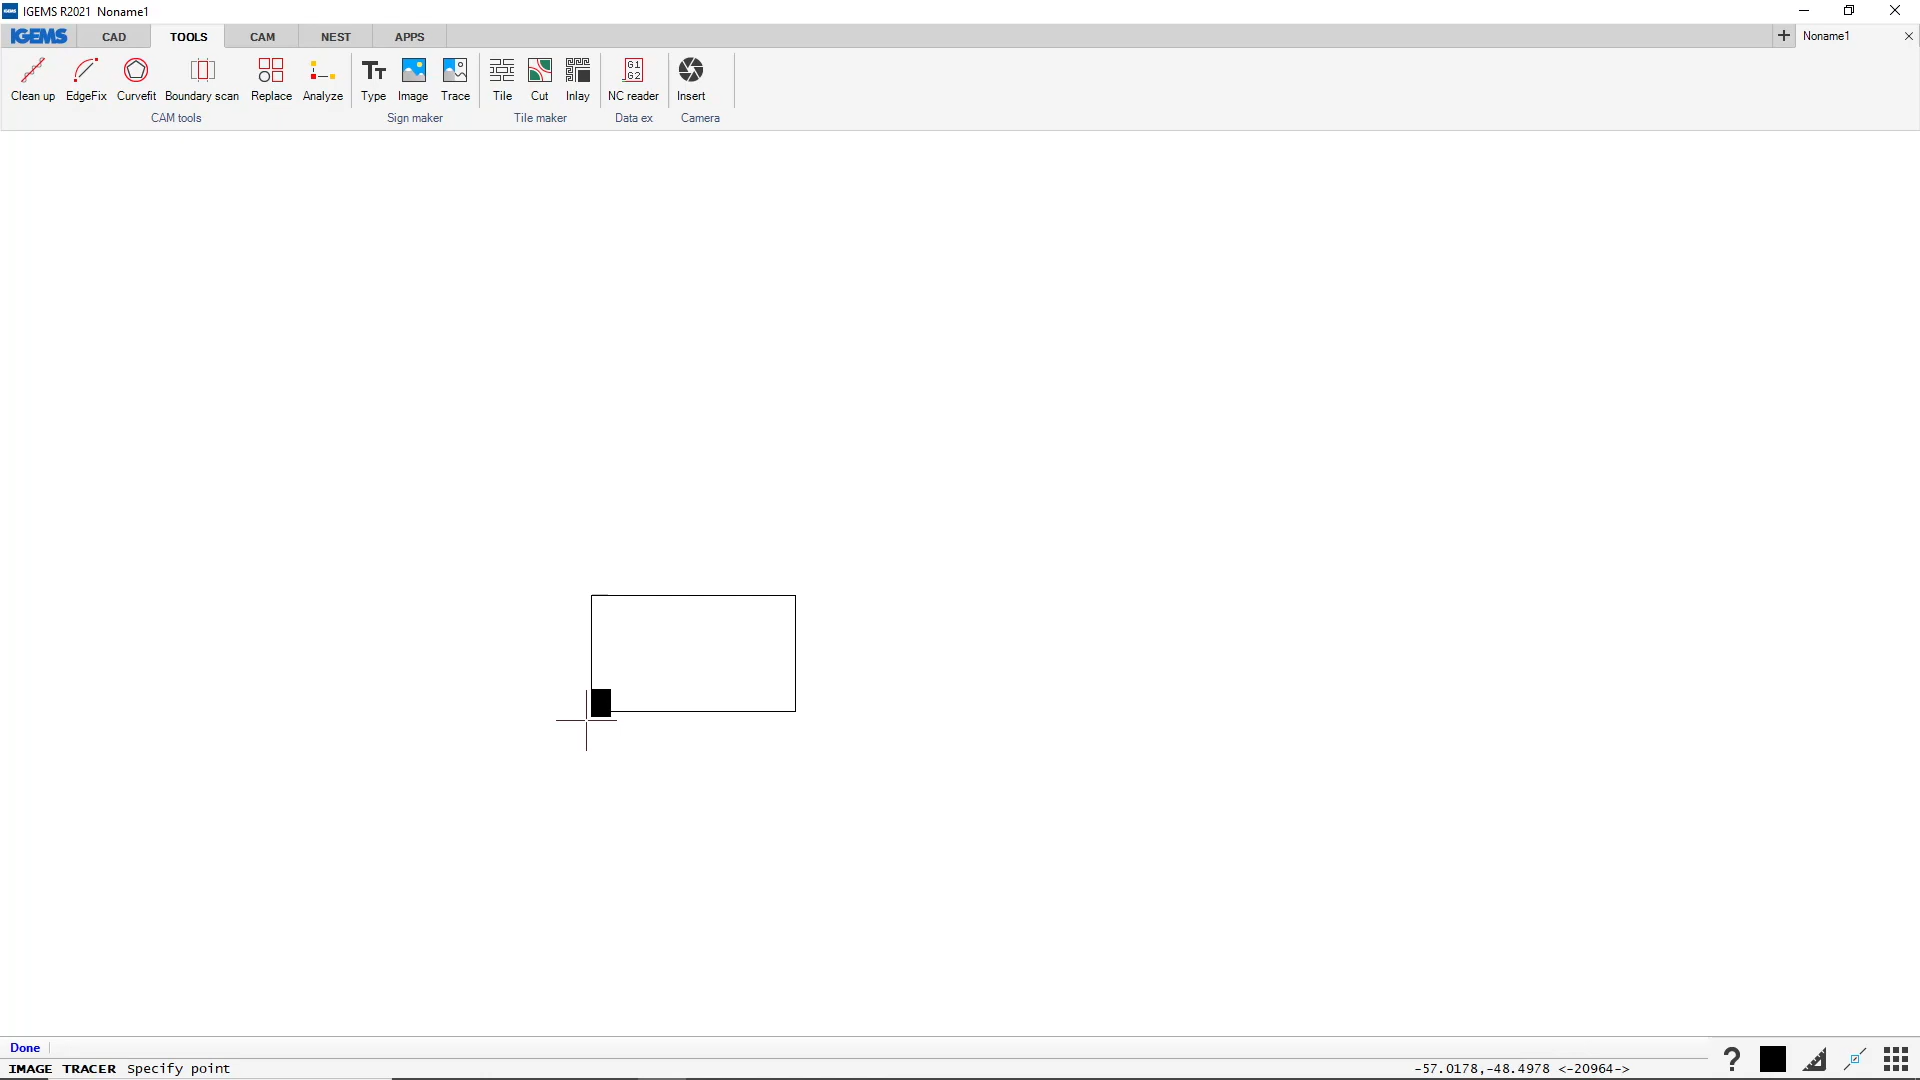 IGEMS R2021 Noname1
IGEMS CAD TOOLS CAM NEST APPS + Noname1
Clean up EdgeFix Curvefit Boundary scan Replace Analyze Type Image Trace Tile Cut Inlay NC reader Insert
G1
G2
CAM tools Sign maker Tile maker Data ex Camera
Done
IMAGE TRACER Specify point -57.0178,-48.4978 <-20964->